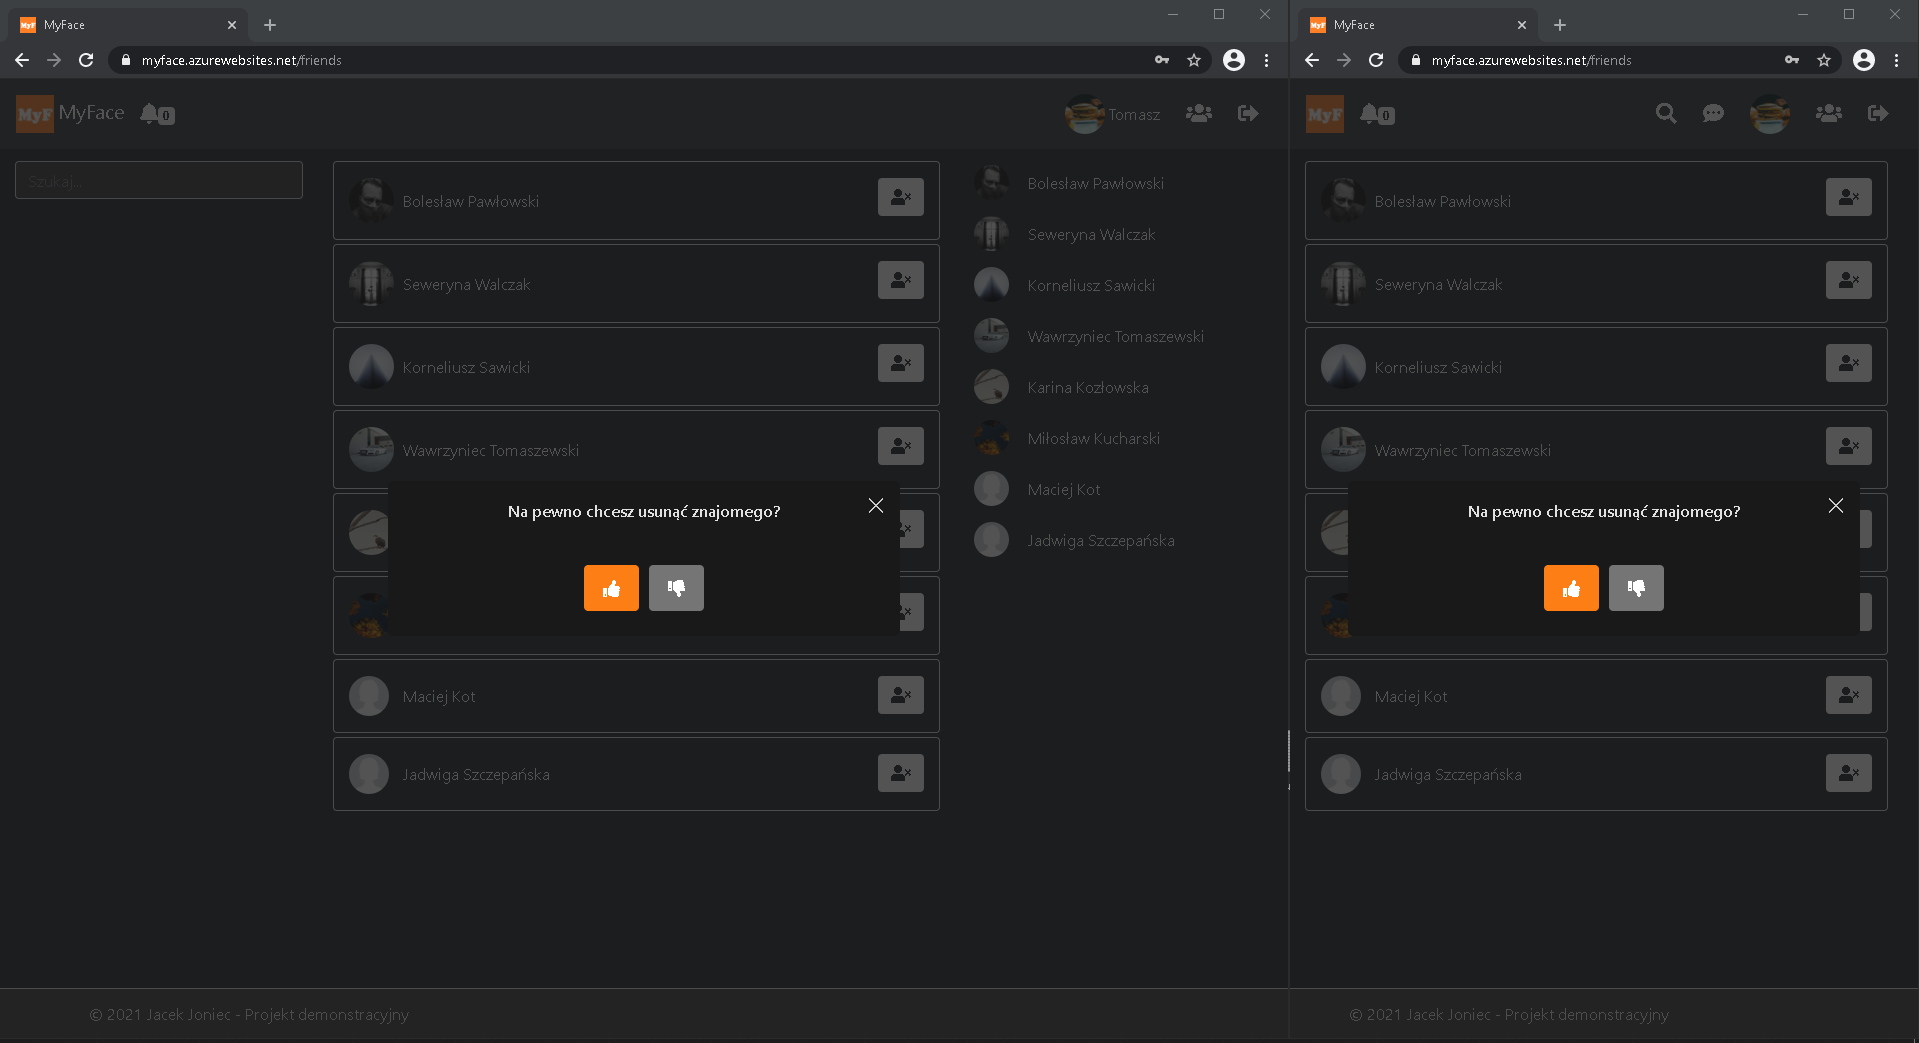 MyFace
myface.azurewebsites.net/friends
MyF MyFace 0
Tomasz
Szukaj...
Bolesław Pawłowski
Seweryna Walczak
Korneliusz Sawicki
Wawrzyniec Tomaszewski
Maciej Kot
Jadwiga Szczepańska
Bolesław Pawłowski
Seweryna Walczak
Korneliusz Sawicki
Wawrzyniec Tomaszewski
Karina Kozłowska
Miłosław Kucharski
Maciej Kot
Jadwiga Szczepańska
Na pewno chcesz usunąć znajomego?
© 2021 Jacek Joniec - Projekt demonstracyjny
MyFace
myface.azurewebsites.net/friends
MyF 0
Bolesław Pawłowski
Seweryna Walczak
Korneliusz Sawicki
Wawrzyniec Tomaszewski
Maciej Kot
Jadwiga Szczepańska
Na pewno chcesz usunąć znajomego?
© 2021 Jacek Joniec - Projekt demonstracyjny